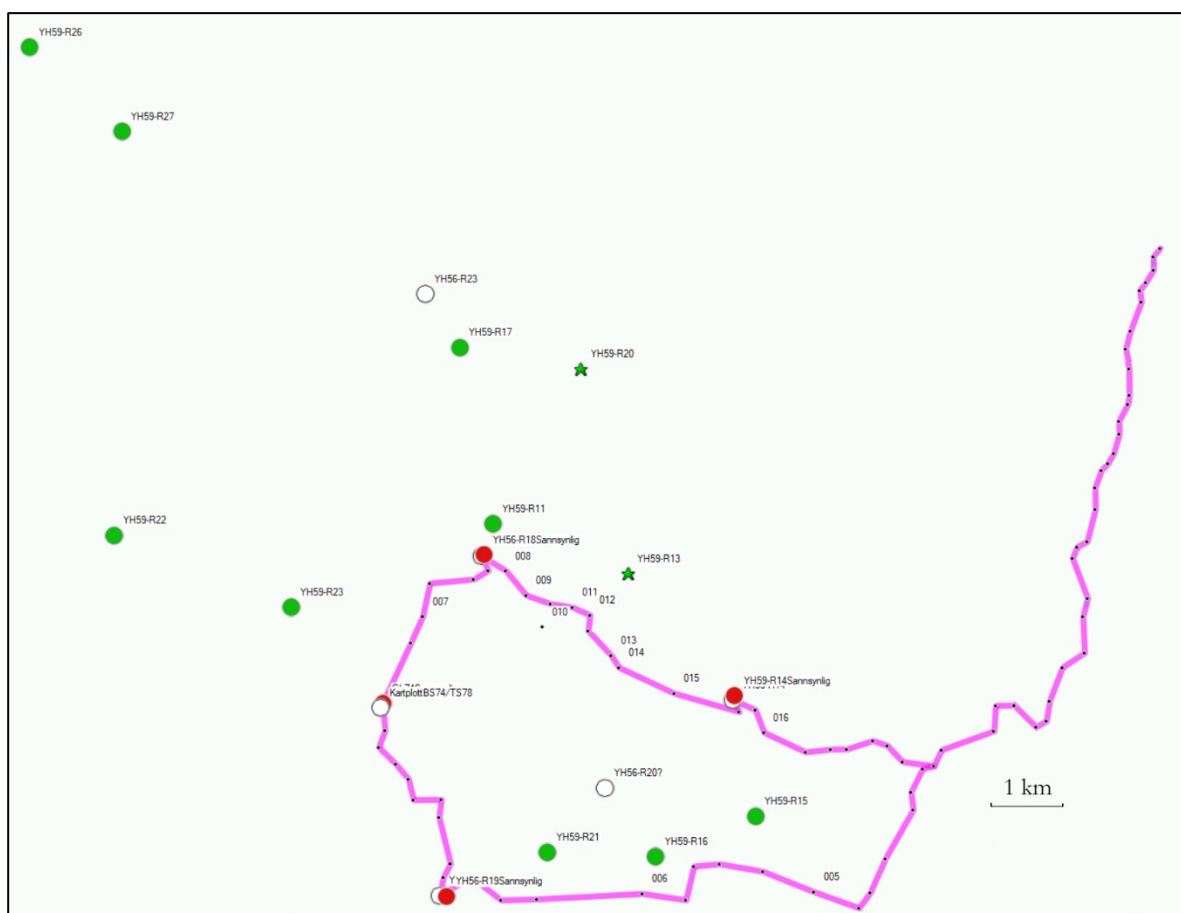 YH59-R26
YH59-R27
YH56-R23
YH59-R17
YH59-R20
YH59-R11
YH59-R22
YH56-R18Sannsynlig
008
YH59-R13
009
011
012
010
007
YH59-R23
013
014
015
YH59-R14Sannsynlig
KartplottBS74/TS78
016
YH56-R20?
1 km
YH59-R15
YH59-R21
YH59-R16
YH56-R19Sannsynlig
006
005